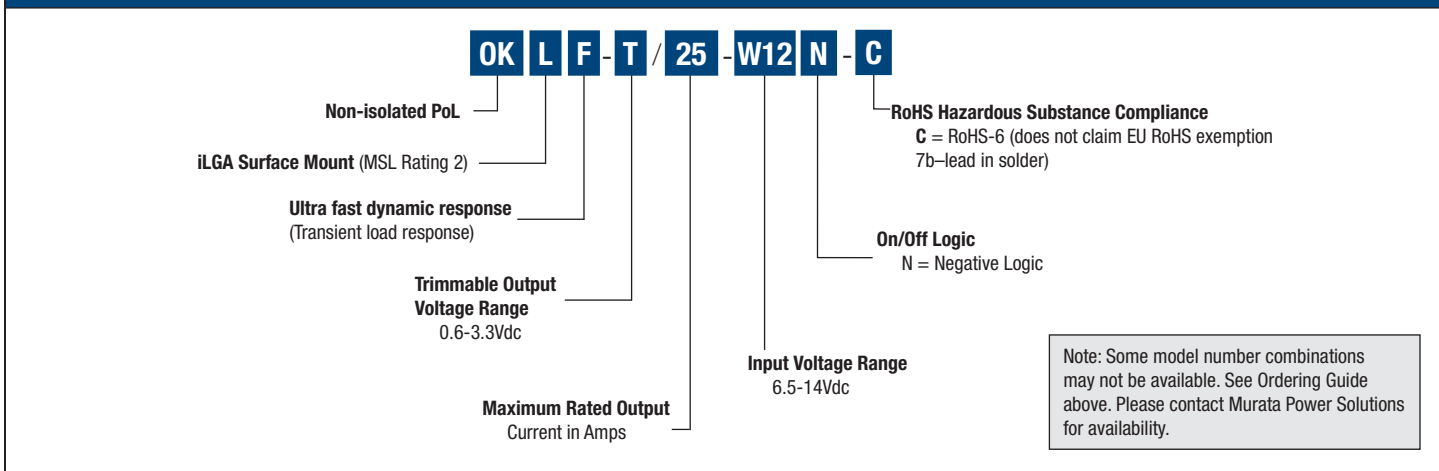 OK L F - T / 25 - W12 N - C
Non-isolated PoL
iLGA Surface Mount (MSL Rating 2)
Ultra fast dynamic response
(Transient load response)
Trimmable Output
Voltage Range
0.6-3.3Vdc
Maximum Rated Output
Current in Amps
Input Voltage Range
6.5-14Vdc
On/Off Logic
N = Negative Logic
RoHS Hazardous Substance Compliance
C = RoHS-6 (does not claim EU RoHS exemption
7b–lead in solder)
Note: Some model number combinations
may not be available. See Ordering Guide
above. Please contact Murata Power Solutions
for availability.